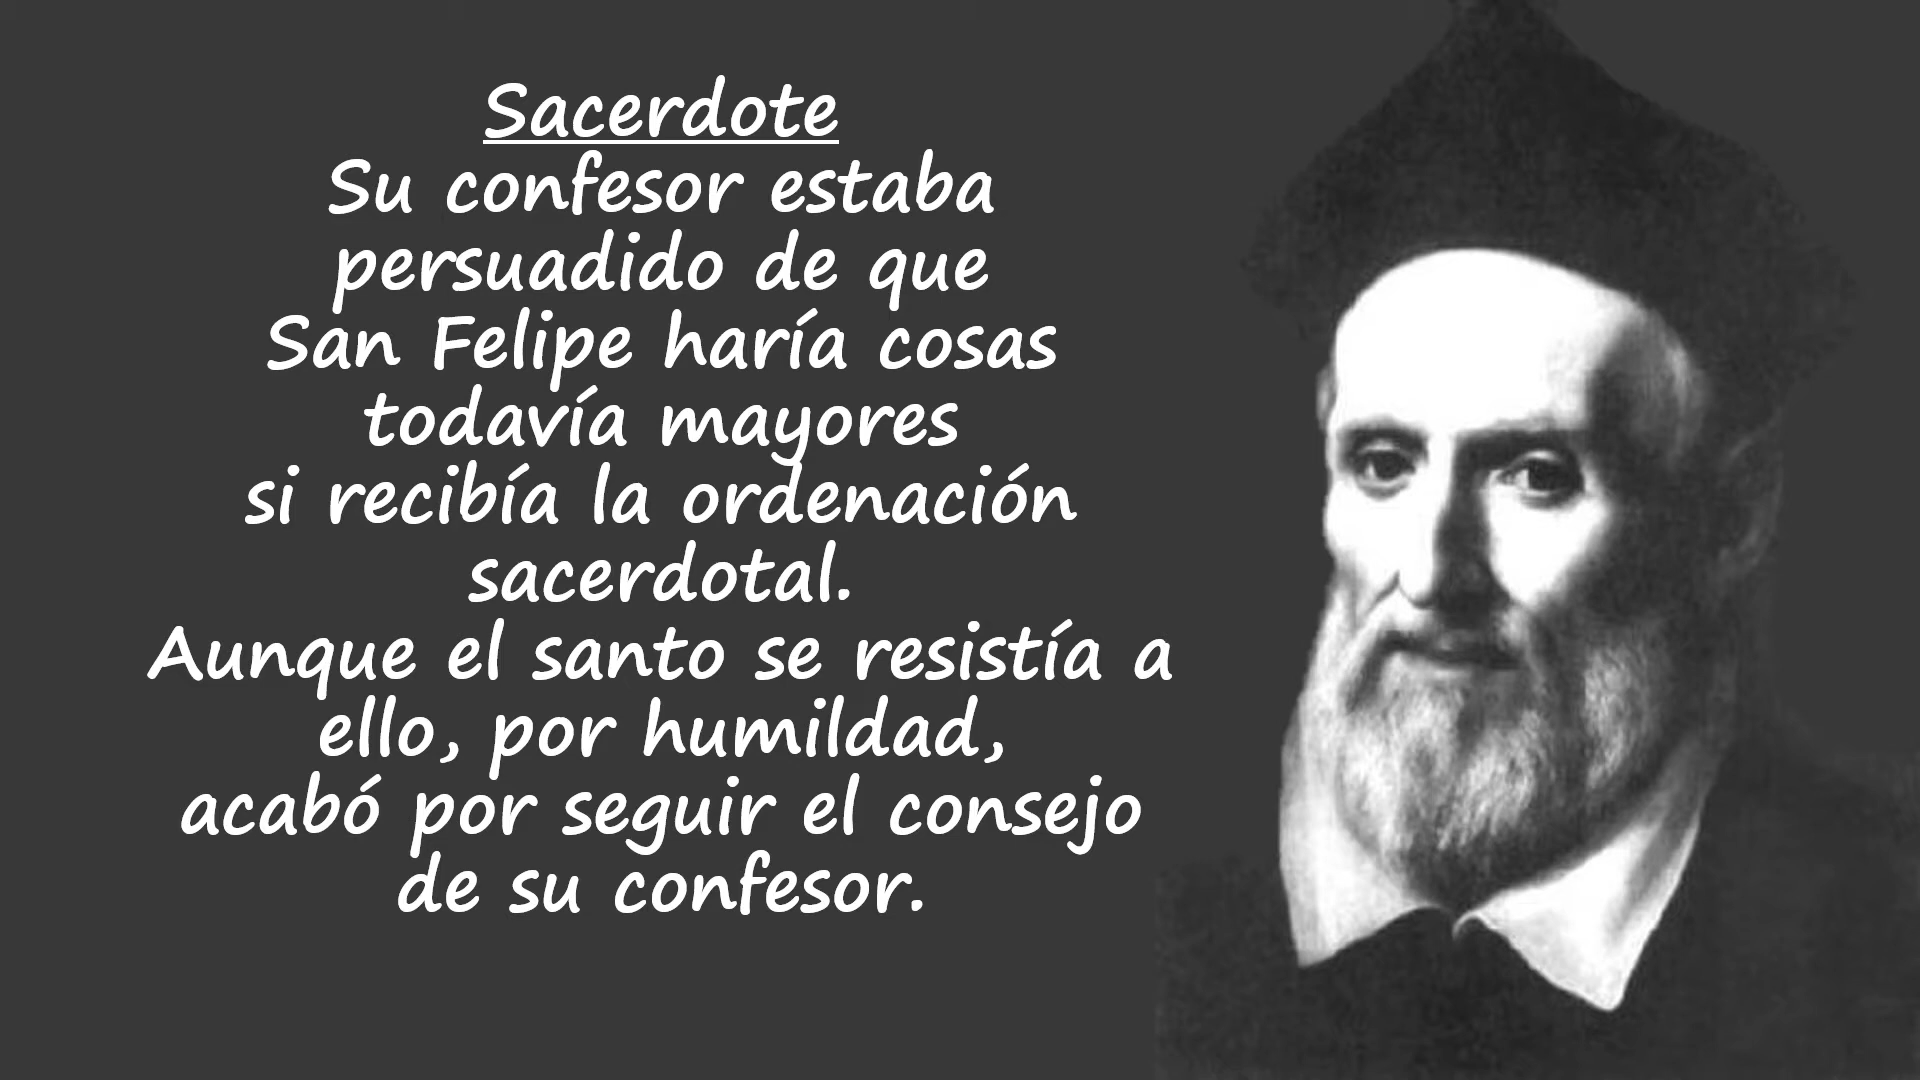 Sacerdote
Su confesor estaba
persuadido de que
San Felipe haría cosas
todavía mayores
si recibía la ordenación
sacerdotal.
Aunque el santo se resistía a
ello, por humildad,
acabó por seguir el consejo
de su confesor.